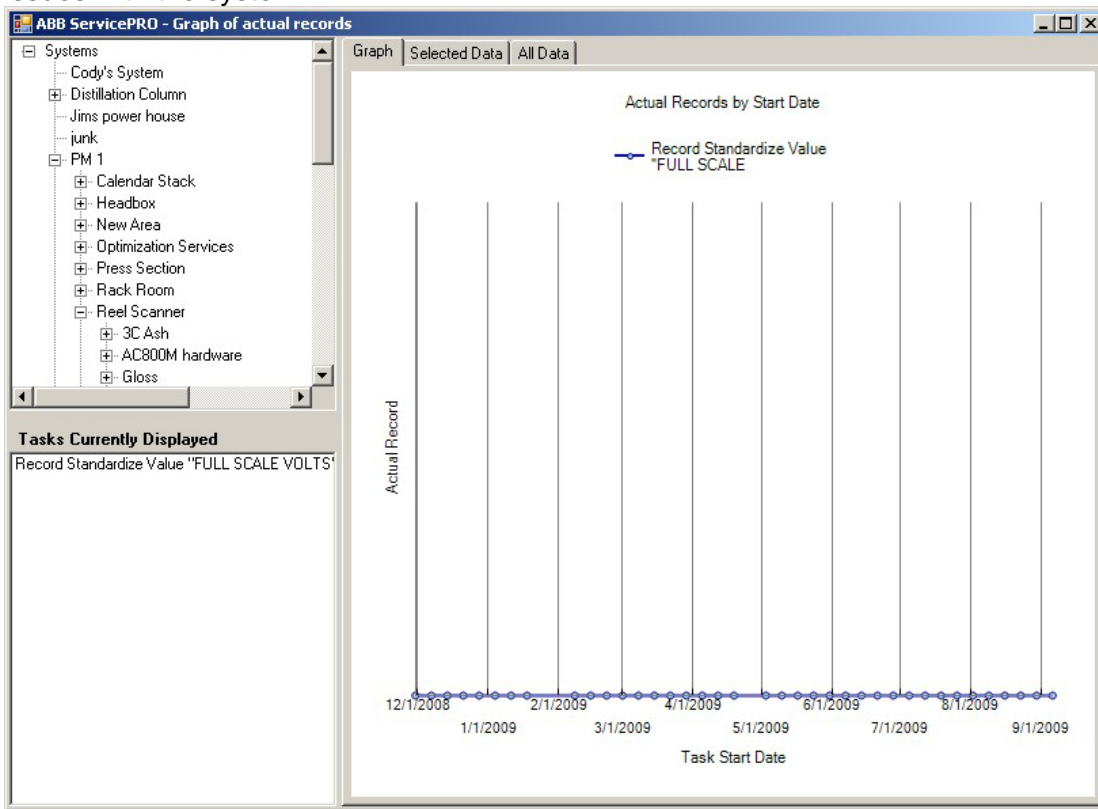 ABB ServicePRO - Graph of actual records
Systems
Cody's System
Distillation Column
Jims power house
junk
PM 1
Calendar Stack
Headbox
New Area
Optimization Services
Press Section
Rack Room
Reel Scanner
3C Ash
AC800M hardware
Gloss
Tasks Currently Displayed
Record Standardize Value "FULL SCALE VOLTS"
Graph
Selected Data
All Data
Actual Records by Start Date
Record Standardize Value
"FULL SCALE
Actual Record
12/1/2008
2/1/2009
4/1/2009
6/1/2009
8/1/2009
1/1/2009
3/1/2009
5/1/2009
7/1/2009
9/1/2009
Task Start Date